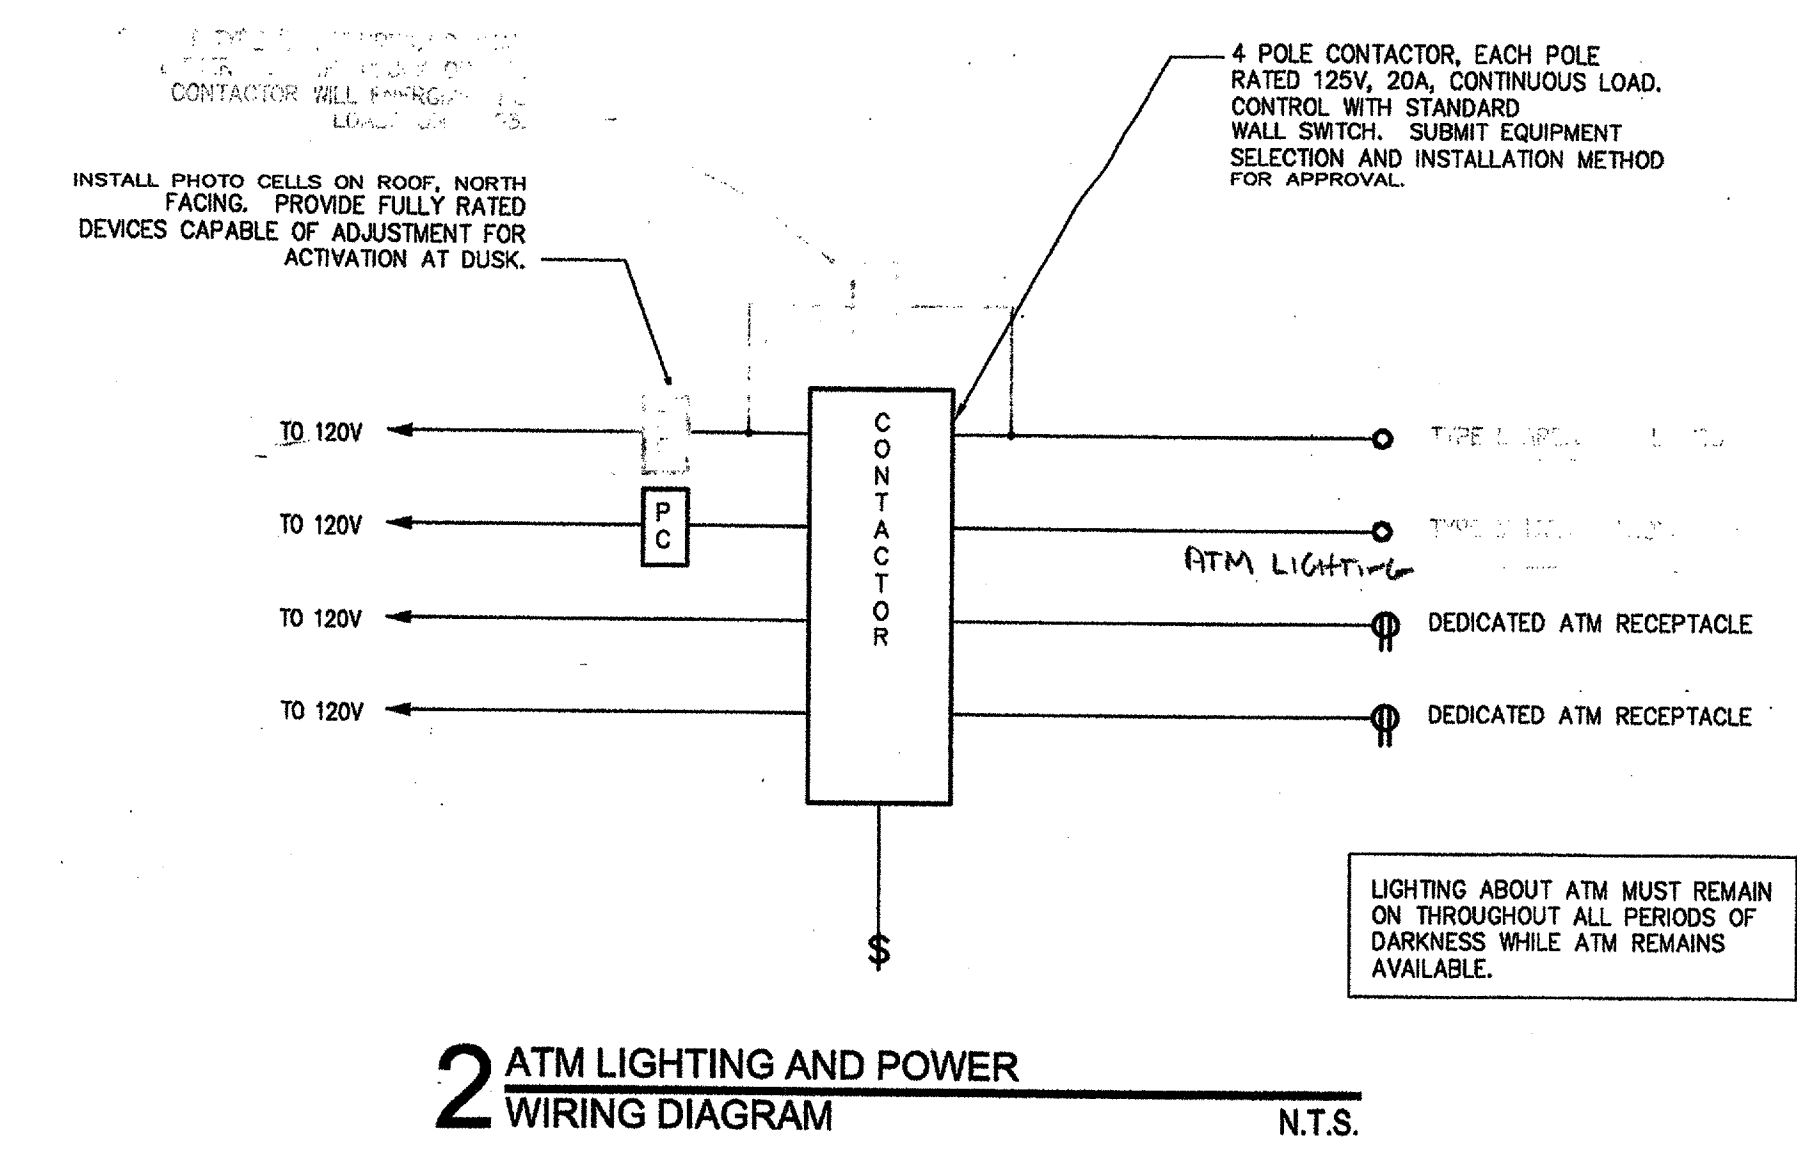 CONTACTOR WILL
INSTALL PHOTO CELLS ON ROOF, NORTH
FACING. PROVIDE FULLY RATED
DEVICES CAPABLE OF ADJUSTMENT FOR
ACTIVATION AT DUSK.
4 POLE CONTACTOR, EACH POLE
RATED 125V, 20A, CONTINUOUS LOAD.
CONTROL WITH STANDARD
WALL SWITCH. SUBMIT EQUIPMENT
SELECTION AND INSTALLATION METHOD
FOR APPROVAL.
TO 120V
TYPE
TO 120V
PC
TO 120V
TO 120V
CONTACTOR
ATM LIGHTING
DEDICATED ATM RECEPTACLE
DEDICATED ATM RECEPTACLE
$
LIGHTING ABOUT ATM MUST REMAIN
ON THROUGHOUT ALL PERIODS OF
DARKNESS WHILE ATM REMAINS
AVAILABLE.
2 ATM LIGHTING AND POWER
WIRING DIAGRAM
N.T.S.